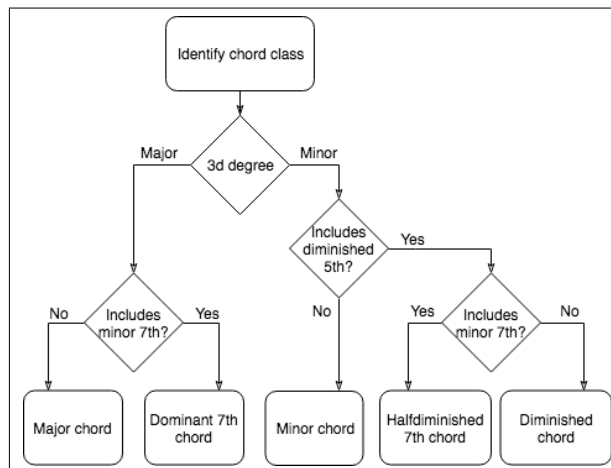 Identify chord class
3d degree
Major
Minor
Includes
diminished
5th?
Yes
No
Includes
minor 7th?
No
Yes
Includes
minor 7th?
Yes
No
Major chord
Dominant 7th
chord
Minor chord
Halfdiminished
7th chord
Diminished
chord